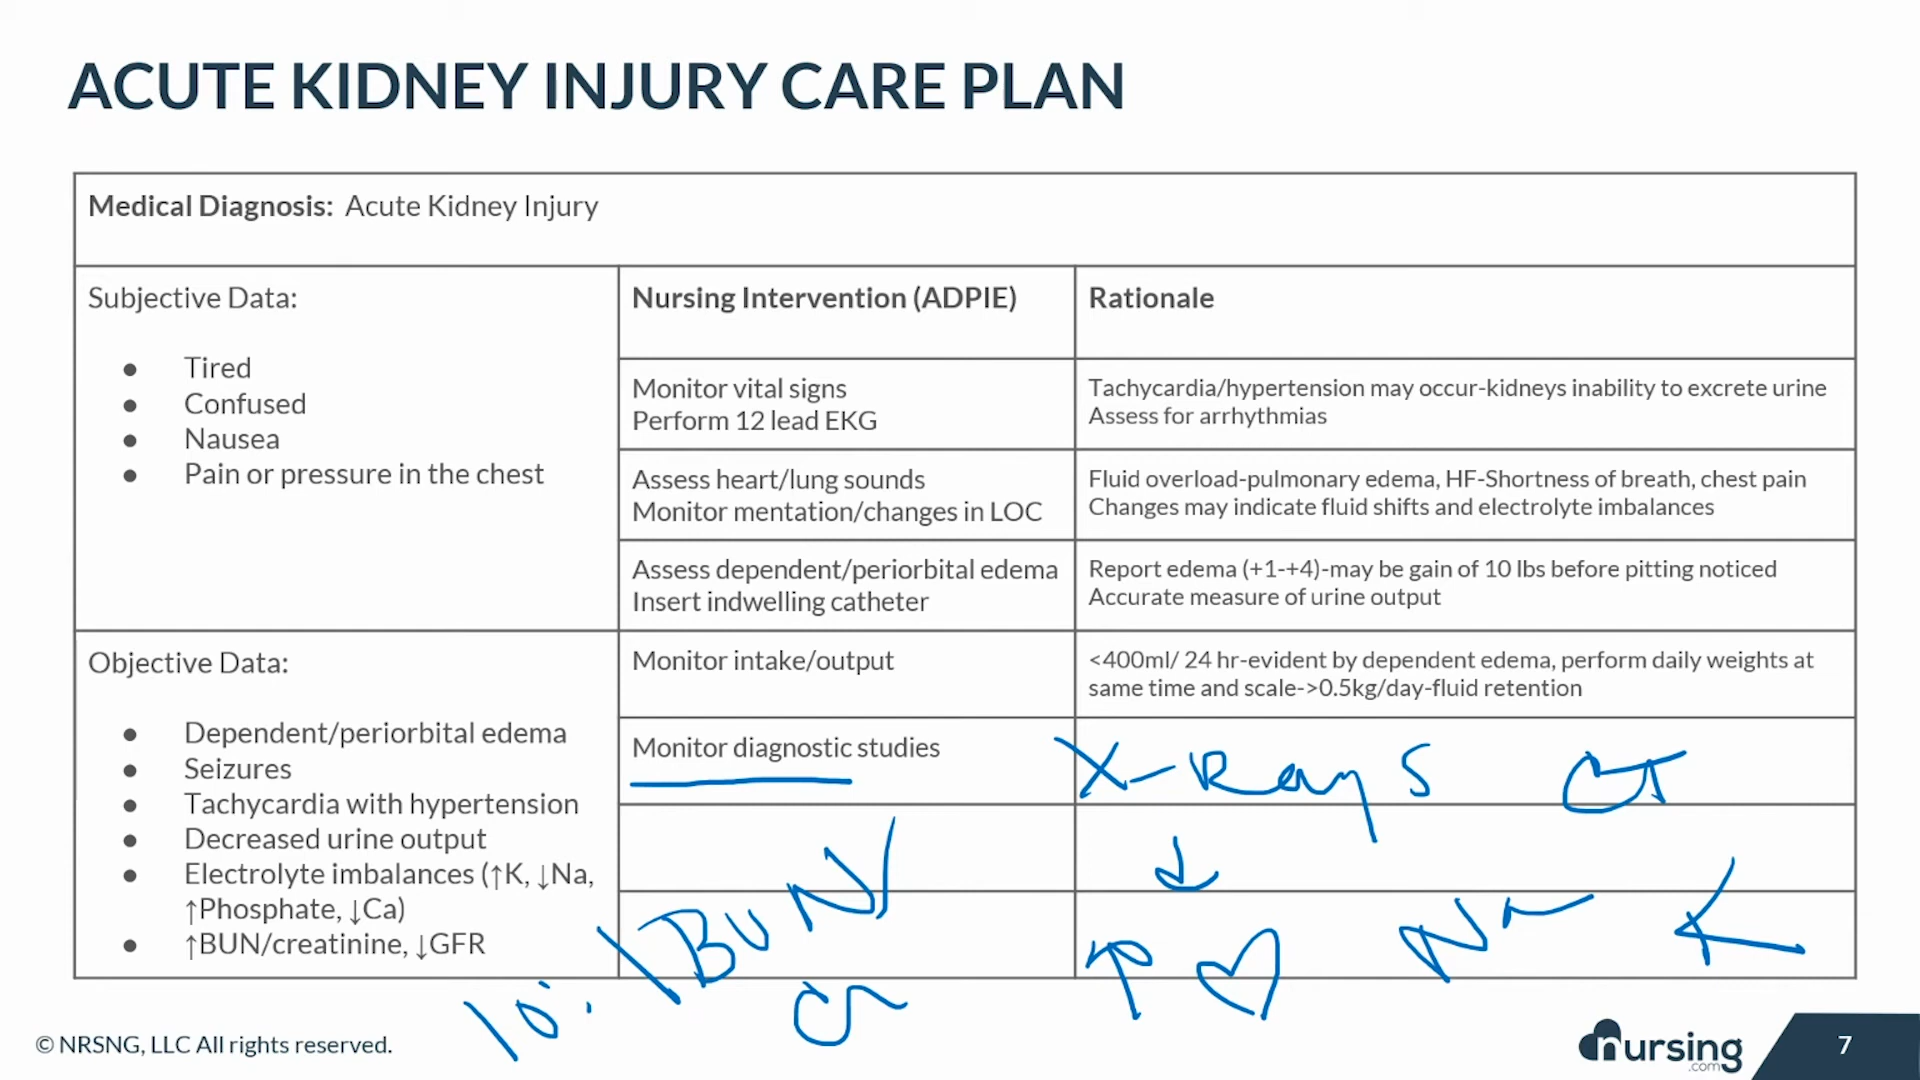 ACUTE KIDNEY INJURY CARE PLAN
Medical Diagnosis: Acute Kidney Injury
Subjective Data:
● Tired
● Confused
● Nausea
● Pain or pressure in the chest
Nursing Intervention (ADPIE)
Rationale
Monitor vital signs
Perform 12 lead EKG
Tachycardia/hypertension may occur-kidneys inability to excrete urine
Assess for arrhythmias
Assess heart/lung sounds
Monitor mentation/changes in LOC
Fluid overload-pulmonary edema, HF-Shortness of breath, chest pain
Changes may indicate fluid shifts and electrolyte imbalances
Assess dependent/periorbital edema
Insert indwelling catheter
Report edema (+1-+4)-may be gain of 10 lbs before pitting noticed
Accurate measure of urine output
Objective Data:
● Dependent/periorbital edema
● Seizures
● Tachycardia with hypertension
● Decreased urine output
● Electrolyte imbalances (↑K, ↓Na,
↑Phosphate, ↓Ca)
● ↑BUN/creatinine, ↓GFR
Monitor intake/output
<400ml/ 24 hr-evident by dependent edema, perform daily weights at
same time and scale->0.5kg/day-fluid retention
Monitor diagnostic studies
X-Rays CT
10:1 BUN/
Cr
↑ ♡ Na K
© NRSNG, LLC All rights reserved.
nursing
.com
7